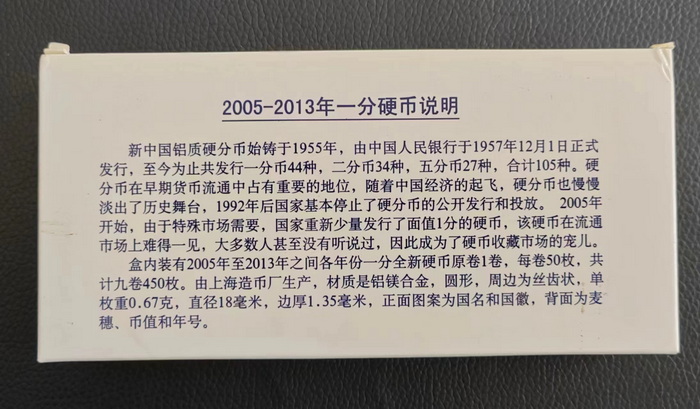 2005-2013年一分硬币说明
新中国铝质硬分币始铸于1955年，由中国人民银行于1957年12月1日正式
发行，至今为止共发行一分币44种，二分币34种，五分币27种，合计105种。硬
分币在早期货币流通中占有重要的地位，随着中国经济的起飞，硬分币也慢慢
淡出了历史舞台，1992年后国家基本停止了硬分币的公开发行和投放。 2005年
开始，由于特殊市场需要，国家重新少量发行了面值1分的硬币，该硬币在流通
市场上难得一见，大多数人甚至没有听说过，因此成为了硬币收藏市场的宠儿。
盒内装有2005年至2013年之间各年份一分全新硬币原卷1卷，每卷50枚，共
计九卷450枚。由上海造币厂生产，材质是铝镁合金，圆形，周边为丝齿状，单
枚重0.67克，直径18毫米，边厚1.35毫米，正面图案为国名和国徽，背面为麦
穗、币值和年号。